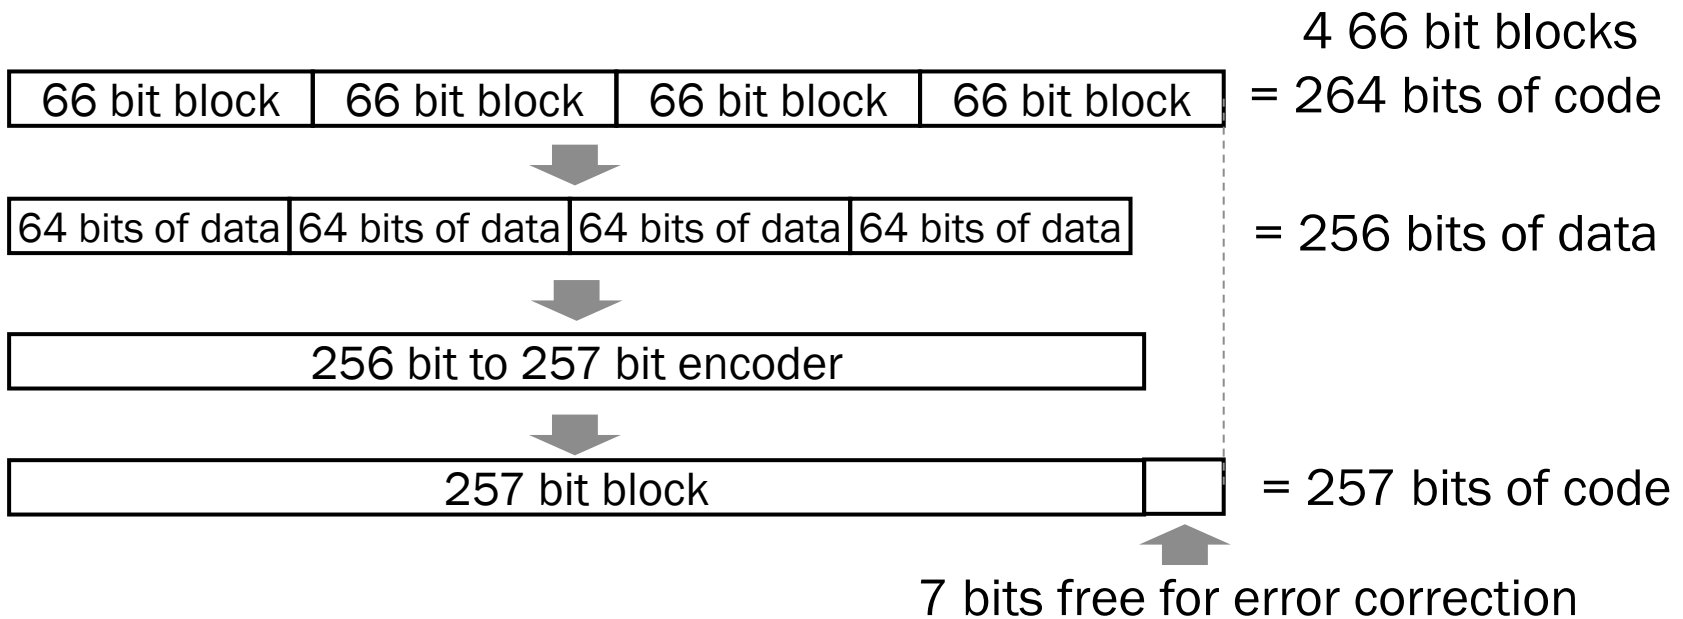 4 66 bit blocks
66 bit block 66 bit block 66 bit block 66 bit block = 264 bits of code
64 bits of data 64 bits of data 64 bits of data 64 bits of data = 256 bits of data
256 bit to 257 bit encoder
257 bit block = 257 bits of code
7 bits free for error correction